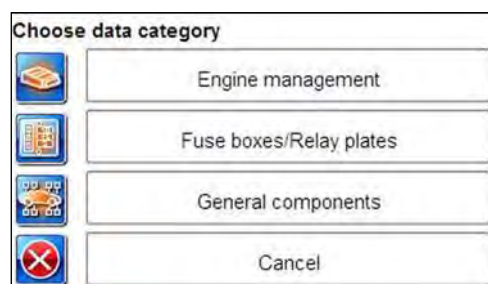 Choose data category
Engine management
Fuse boxes/Relay plates
General components
Cancel